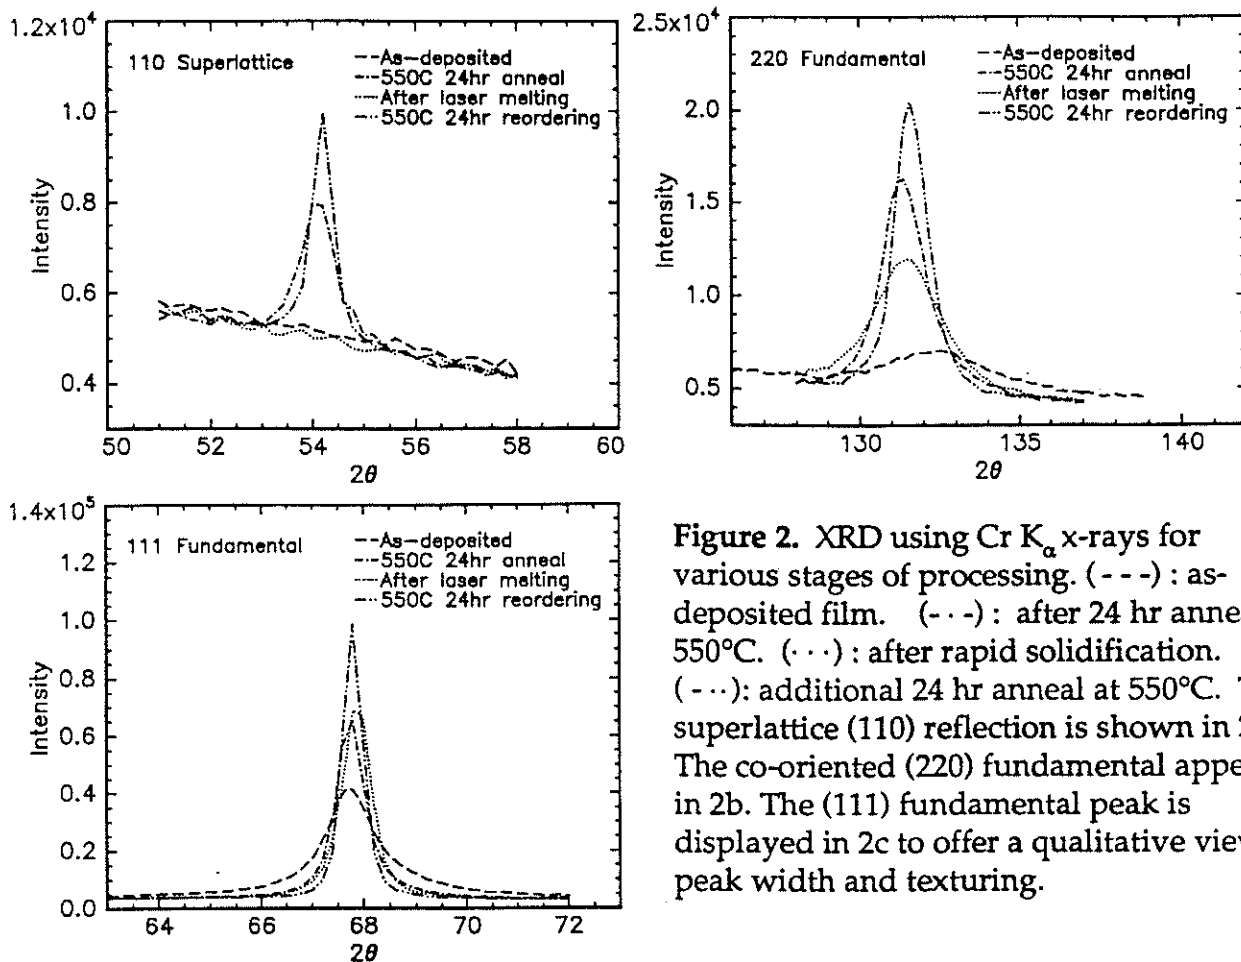 1.2x10⁴
110 Superlattice
As-deposited
550C 24hr anneal
After laser melting
550C 24hr reordering
1.0
0.8
0.6
0.4
Intensity
50 52 54 56 58 60
2θ
2.5x10⁴
220 Fundamental
As-deposited
550C 24hr anneal
After laser melting
550C 24hr reordering
2.0
1.5
1.0
0.5
Intensity
130 135 140
2θ
1.4x10⁵
111 Fundamental
As-deposited
550C 24hr anneal
After laser melting
550C 24hr reordering
1.2
1.0
0.8
0.6
0.4
0.2
0.0
Intensity
64 66 68 70 72
2θ
Figure 2. XRD using Cr Kα x-rays for
various stages of processing. (- - -) : as-
deposited film. (- · -) : after 24 hr anne
550°C. (· · ·) : after rapid solidification.
(- ··): additional 24 hr anneal at 550°C.
superlattice (110) reflection is shown in
The co-oriented (220) fundamental appe
in 2b. The (111) fundamental peak is
displayed in 2c to offer a qualitative view
peak width and texturing.